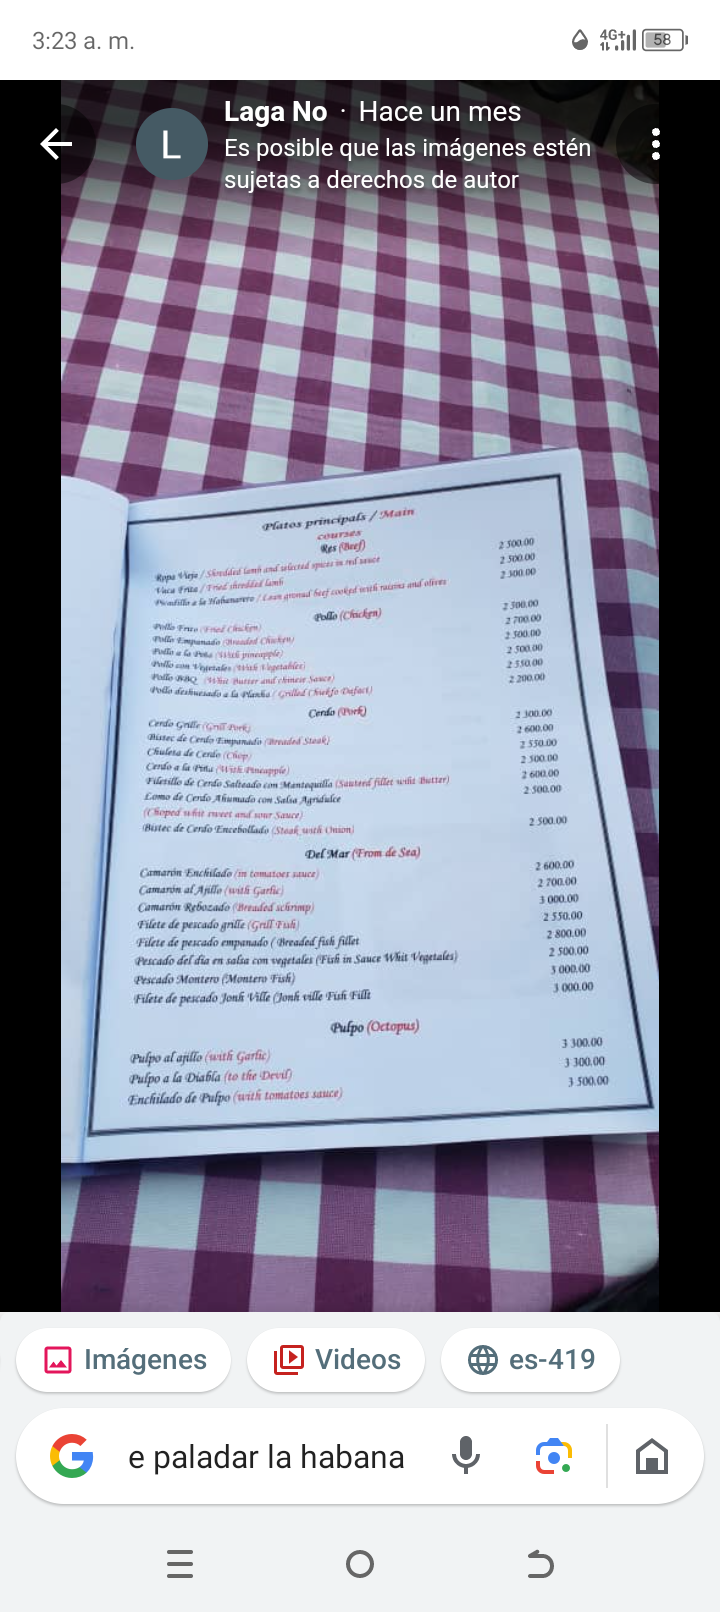 3:23 a. m.
4G+
58
L
Laga No · Hace un mes
Es posible que las imágenes estén
sujetas a derechos de autor
Platos principals / Main
courses
Res (Beef)
Ropa Vieja / Shredded lamb and selected spices in red sauce 2 500.00
Vaca Frita / Fried shredded lamb 2 500.00
Picadillo a la Habanarero / Lean ground beef cooked with raisins and olives 2 500.00
Pollo (Chicken)
Pollo Frito (Fried Chicken) 2 500.00
Pollo Empanado (Breaded Chicken) 2 700.00
Pollo a la Piña (With pineapple) 2 500.00
Pollo con Vegetales (With Vegetables) 2 500.00
Pollo BBQ (Whit Butter and chinese Sauce) 2 550.00
Pollo deshuesado a la Plancha / Grilled 2 200.00
Cerdo (Pork)
Cerdo Grille (Grill Pork) 2 300.00
Bistec de Cerdo Empanado (Breaded Steak) 2 600.00
Chuleta de Cerdo (Chop) 2 550.00
Cerdo a la Piña (With Pineapple) 2 500.00
Filetillo de Cerdo Salteado con Mantequilla (Sauteed fillet wiht Butter) 2 600.00
Lomo de Cerdo Ahumado con Salsa Agridulce 2 500.00
(Choped whit sweet and sour Sauce)
Bistec de Cerdo Encebollado (Steak with Onion) 2 500.00
Del Mar (From de Sea)
Camarón Enchilado (in tomatoes sauce) 2 600.00
Camarón al Ajillo (with Garlic) 2 700.00
Camarón Rebozado (Breaded schrimp) 3 000.00
Filete de pescado grille (Grill Fish) 2 550.00
Filete de pescado empanado ( Breaded fish fillet 2 800.00
Pescado del dia en salsa con vegetales (Fish in Sauce Whit Vegetales) 2 500.00
Pescado Montero (Montero Fish) 3 000.00
Filete de pescado Jonh Ville (Jonh ville Fish Fillt 3 000.00
Pulpo (Octopus)
Pulpo al ajillo (with Garlic) 3 300.00
Pulpo a la Diabla (to the Devil) 3 300.00
Enchilado de Pulpo (with tomatoes sauce) 3 500.00
Imágenes
Videos
es-419
e paladar la habana